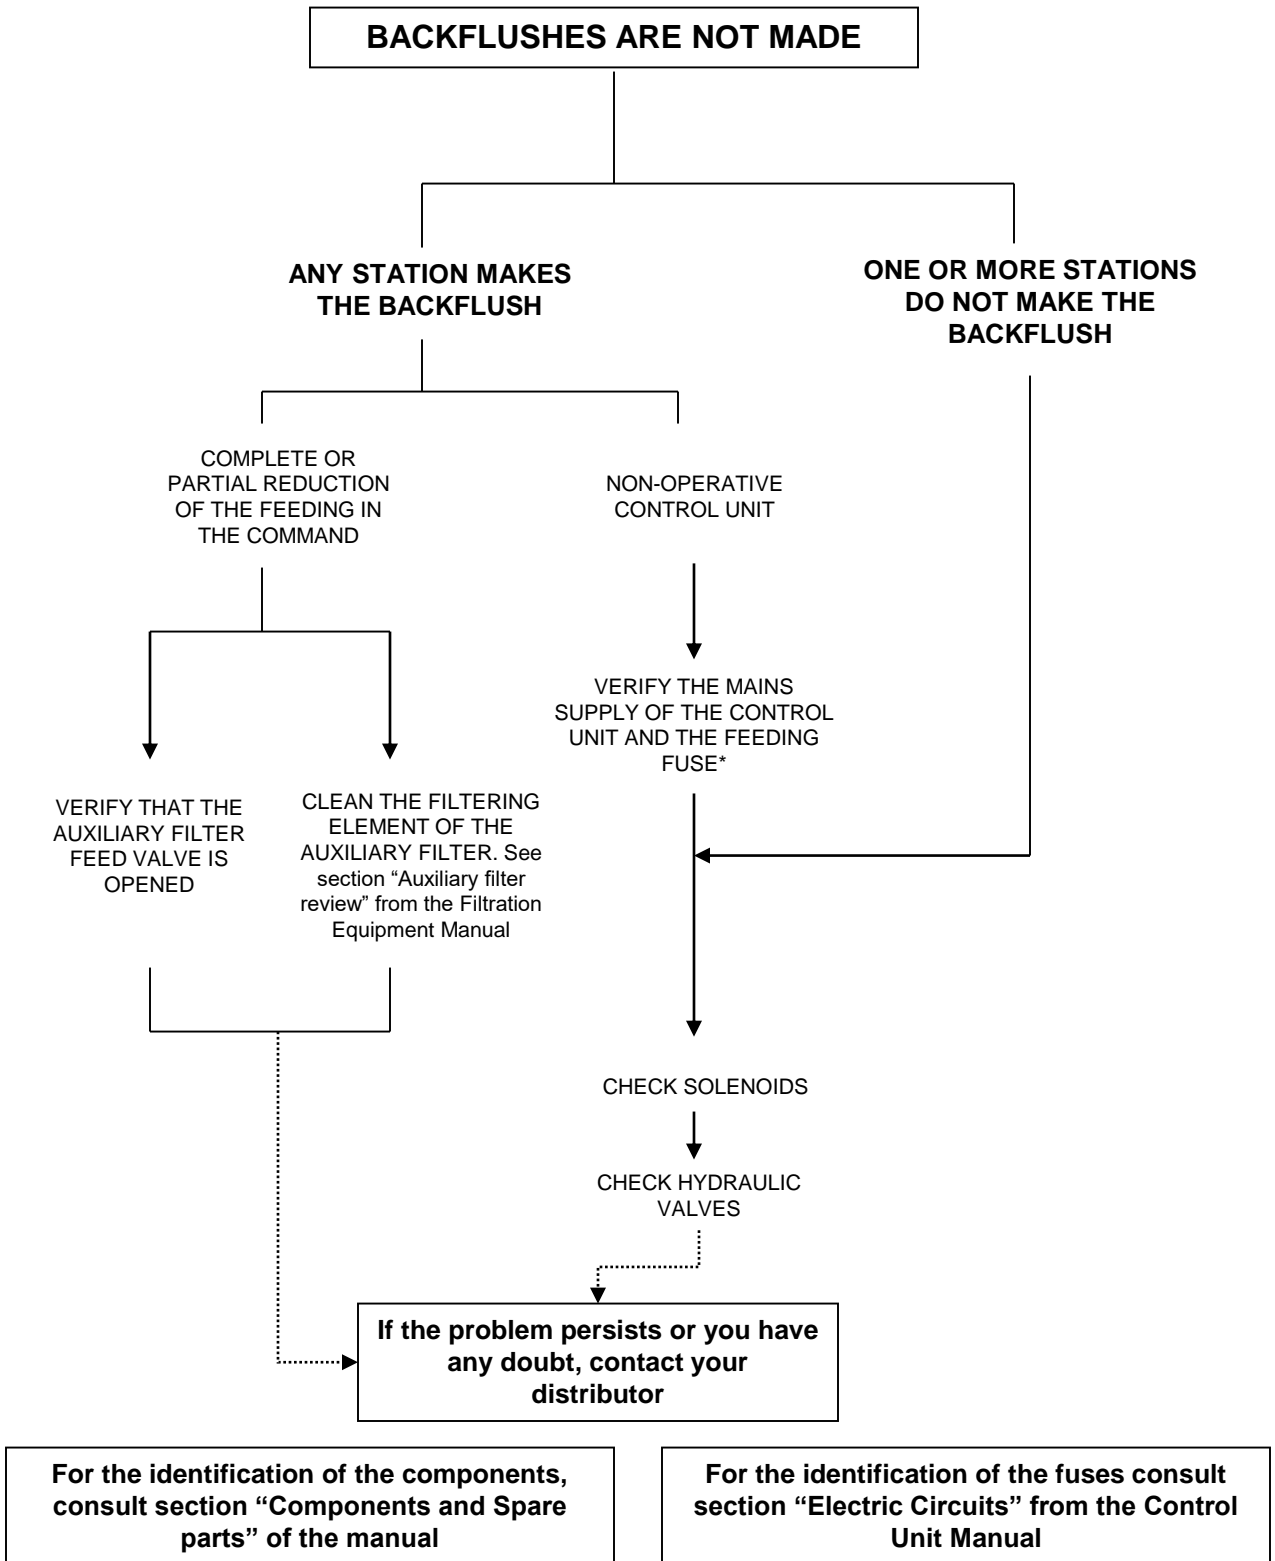 BACKFLUSHES ARE NOT MADE
ANY STATION MAKES
THE BACKFLUSH
ONE OR MORE STATIONS
DO NOT MAKE THE
BACKFLUSH
COMPLETE OR
PARTIAL REDUCTION
OF THE FEEDING IN
THE COMMAND
NON-OPERATIVE
CONTROL UNIT
VERIFY THE MAINS
SUPPLY OF THE CONTROL
UNIT AND THE FEEDING
FUSE*
VERIFY THAT THE
AUXILIARY FILTER
FEED VALVE IS
OPENED
CLEAN THE FILTERING
ELEMENT OF THE
AUXILIARY FILTER. See
section “Auxiliary filter
review” from the Filtration
Equipment Manual
CHECK SOLENOIDS
CHECK HYDRAULIC
VALVES
If the problem persists or you have
any doubt, contact your
distributor
For the identification of the components,
consult section “Components and Spare
parts” of the manual
For the identification of the fuses consult
section “Electric Circuits” from the Control
Unit Manual